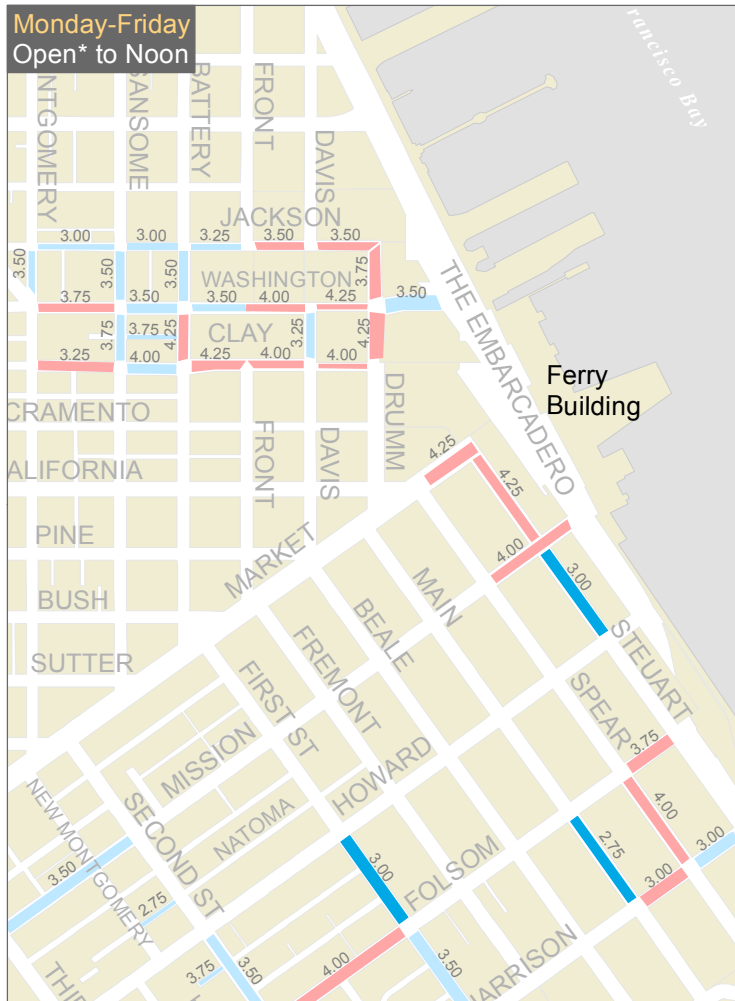 Monday-Friday
Open* to Noon
rancisco Bay
NTGOMERY
SANSOME
BATTERY
FRONT
DAVIS
JACKSON
3.00
3.00
3.25
3.50
3.50
3.50
3.50
3.50
3.75
WASHINGTON
3.75
3.50
3.50
4.00
4.25
3.50
THE EMBARCADERO
3.75
3.75
4.25
CLAY
3.25
4.25
3.25
4.00
4.25
4.00
4.00
Ferry
Building
CRAMENTO
DRUMM
ALIFORNIA
FRONT
DAVIS
4.25
4.25
PINE
MARKET
4.00
3.00
BUSH
MAIN
BEALE
SUTTER
FREMONT
FIRST ST
STEUART
SPEAR
MISSION
HOWARD
3.75
NEW MONTGOMERY
SECOND ST
NATOMA
4.00
3.00
2.75
3.00
3.50
FOLSOM
3.00
2.75
HARRISON
3.75
3.50
4.00
3.50
THI